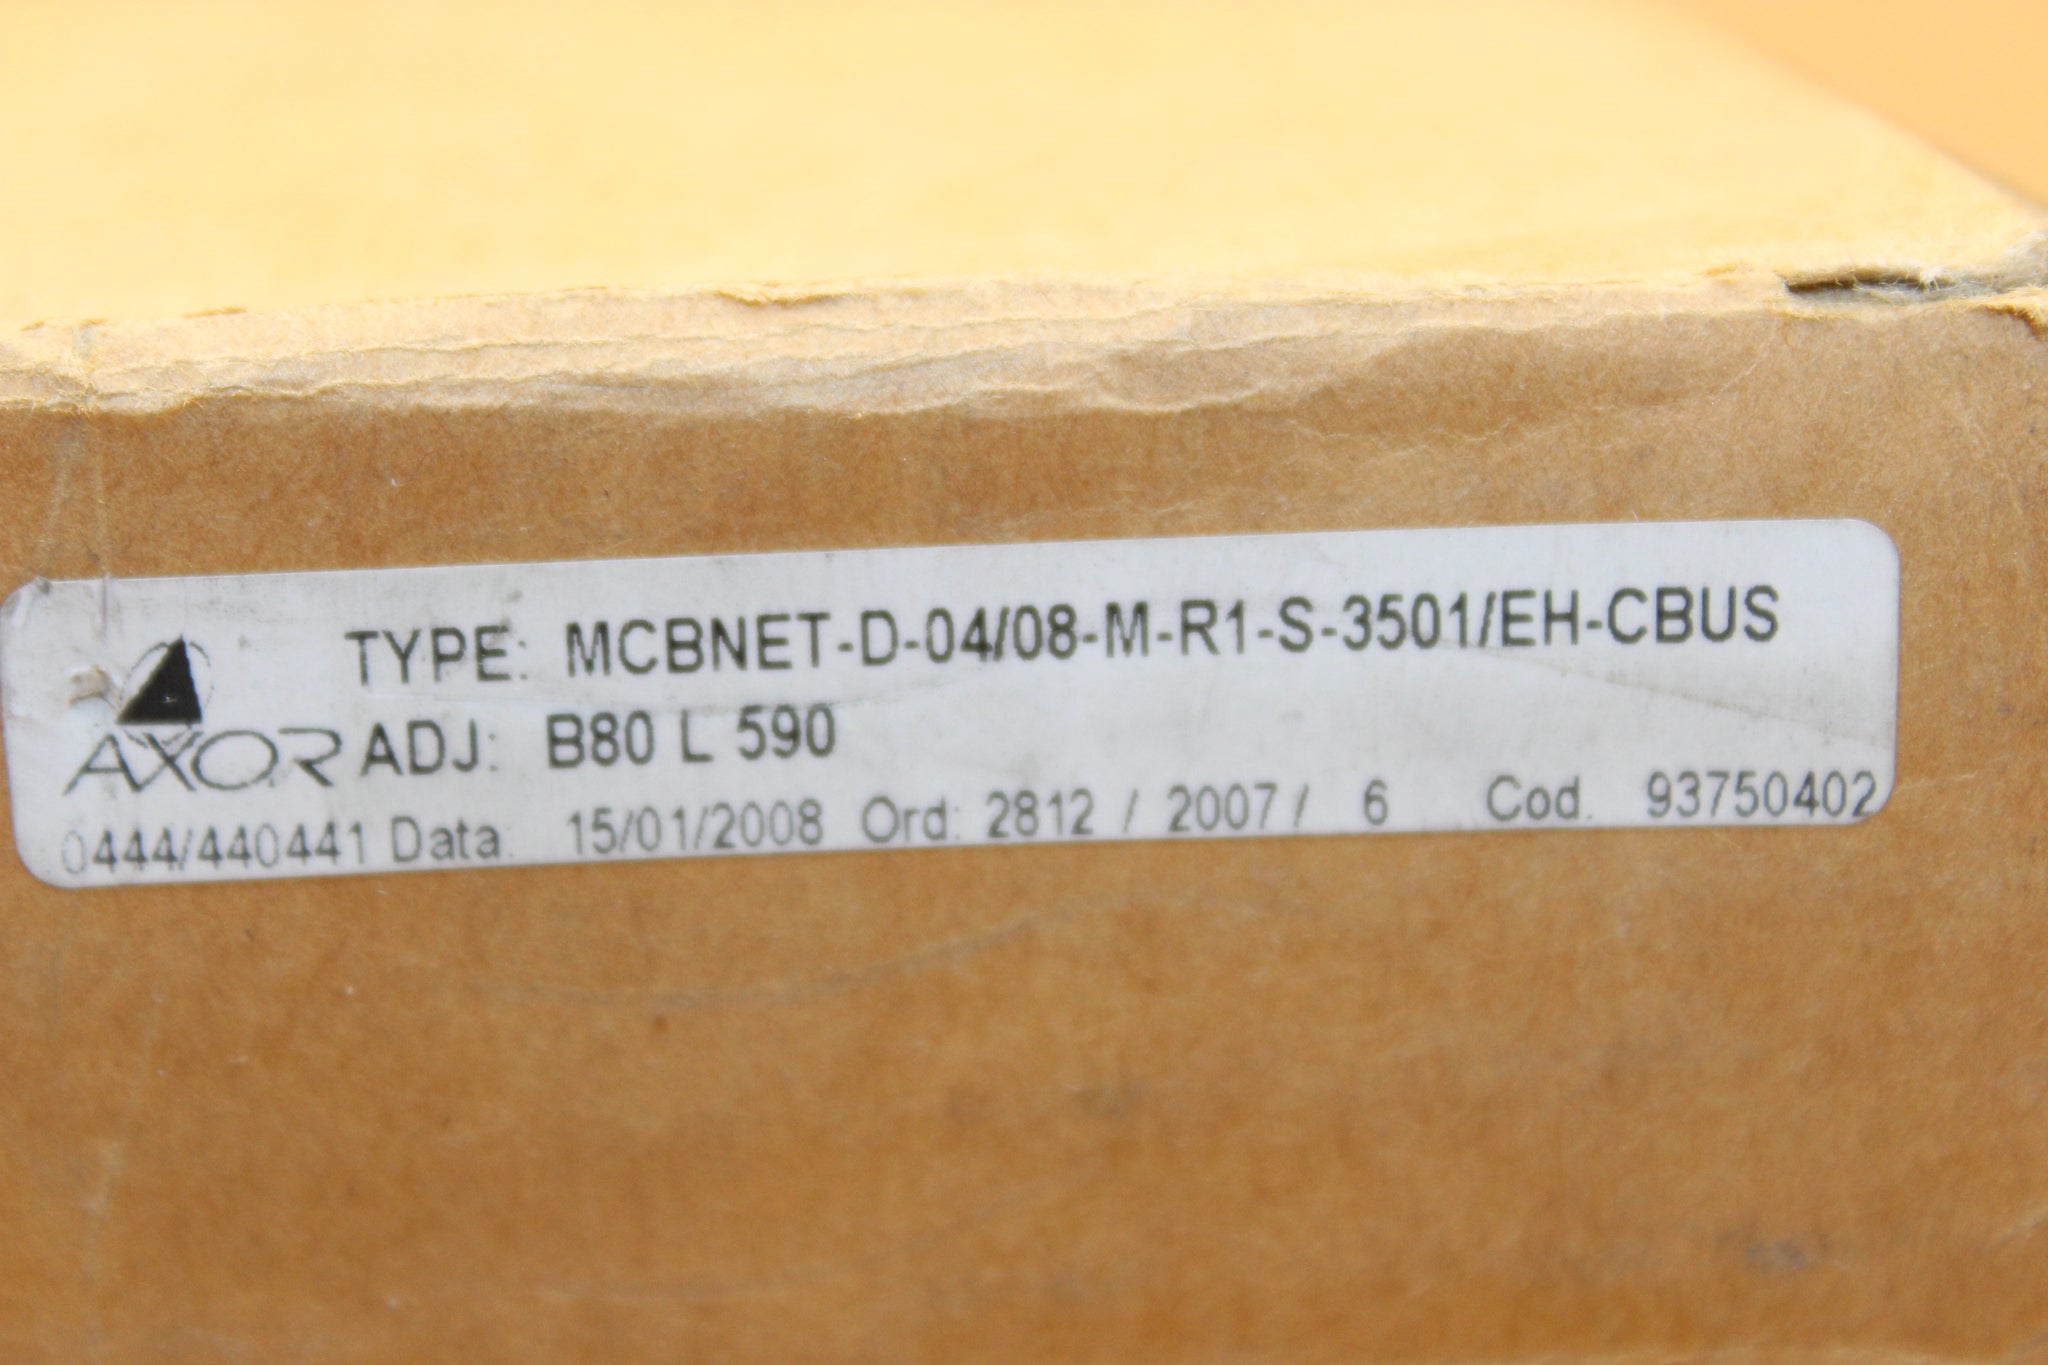 TYPE: MCBNET-D-04/08-M-R1-S-3501/EH-CBUS
AXOR ADJ: B80 L 590
0444/440441 Data. 15/01/2008 Ord: 2812 / 2007 / 6 Cod. 93750402